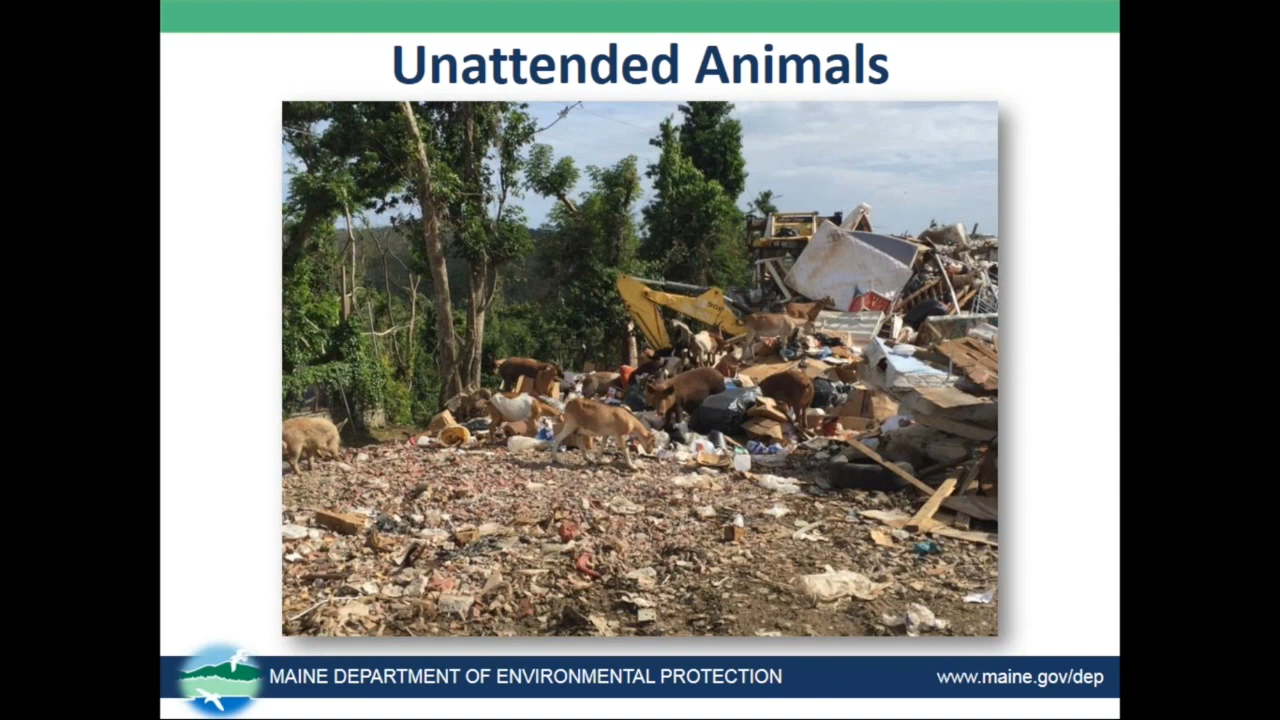 Unattended Animals
MAINE DEPARTMENT OF ENVIRONMENTAL PROTECTION
www.maine.gov/dep